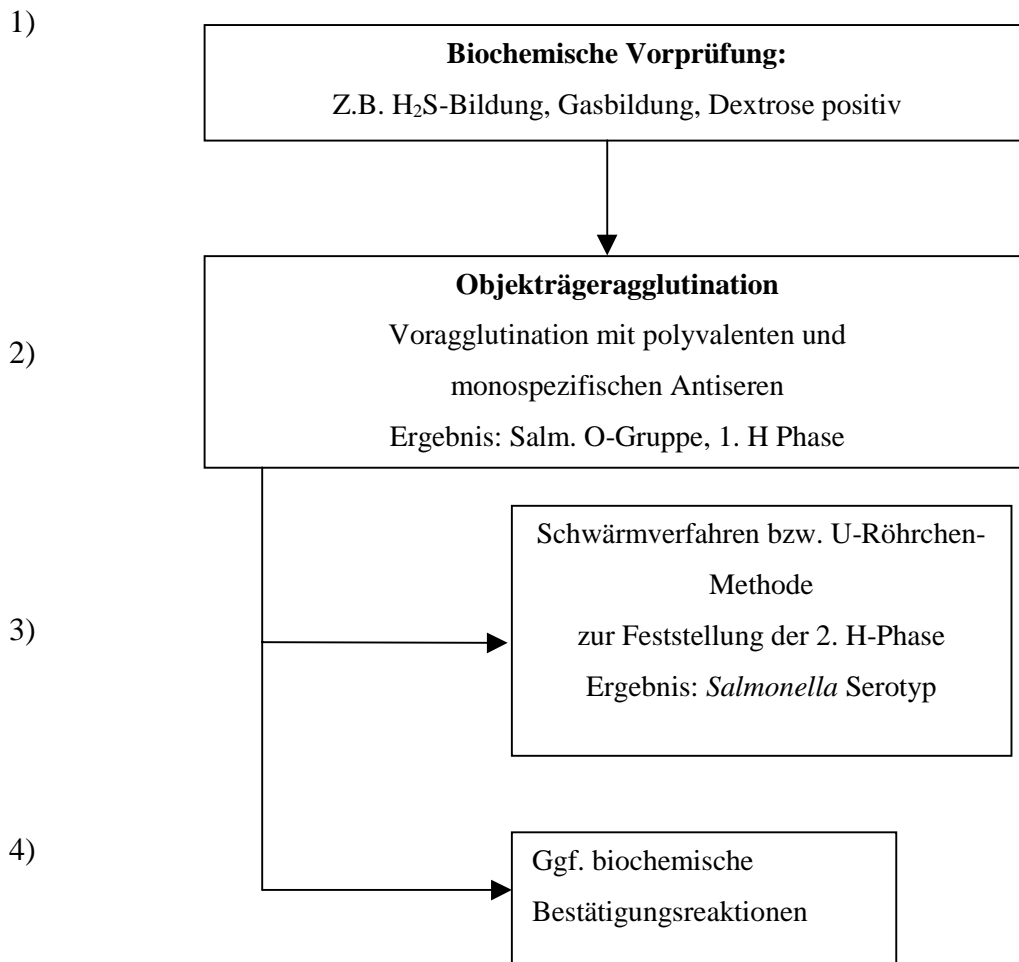 1)
Biochemische Vorprüfung:
Z.B. H₂S-Bildung, Gasbildung, Dextrose positiv
2)
Objekträgeragglutination
Voragglutination mit polyvalenten und
monospezifischen Antiseren
Ergebnis: Salm. O-Gruppe, 1. H Phase
3)
Schwärmverfahren bzw. U-Röhrchen-
Methode
zur Feststellung der 2. H-Phase
Ergebnis: Salmonella Serotyp
4)
Ggf. biochemische
Bestätigungsreaktionen